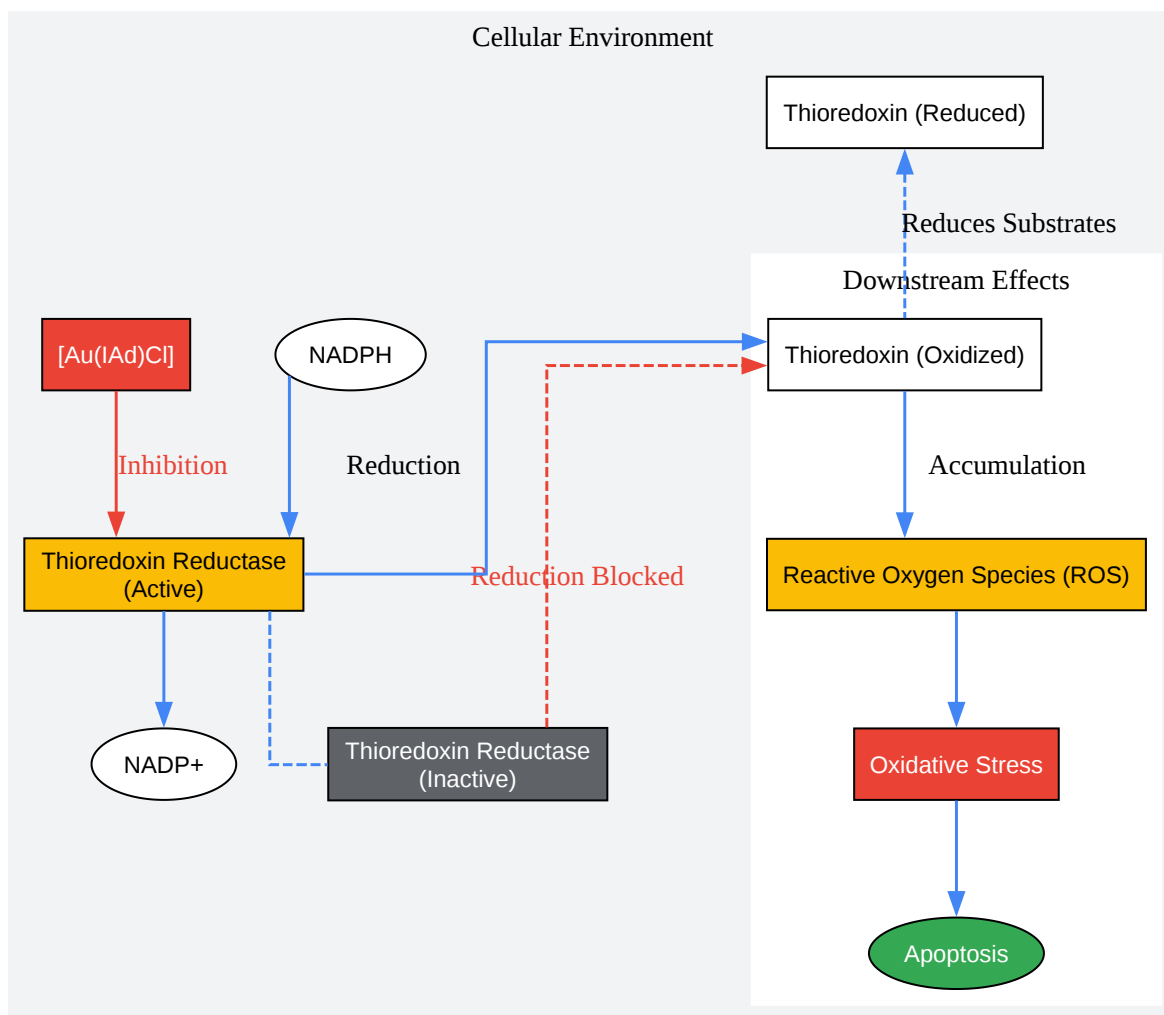 Cellular Environment
Thioredoxin (Reduced)
Reduces Substrates
Downstream Effects
[Au(IAd)Cl]
NADPH
Thioredoxin (Oxidized)
Inhibition
Reduction
Accumulation
Thioredoxin Reductase
(Active)
Reduction Blocked
Reactive Oxygen Species (ROS)
NADP+
Thioredoxin Reductase
(Inactive)
Oxidative Stress
Apoptosis